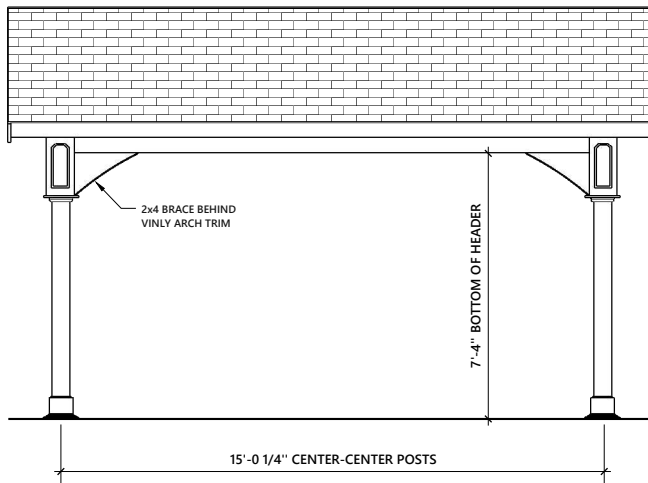 2x4 BRACE BEHIND
VINLY ARCH TRIM
7'-4" BOTTOM OF HEADER
15'-0 1/4" CENTER-CENTER POSTS